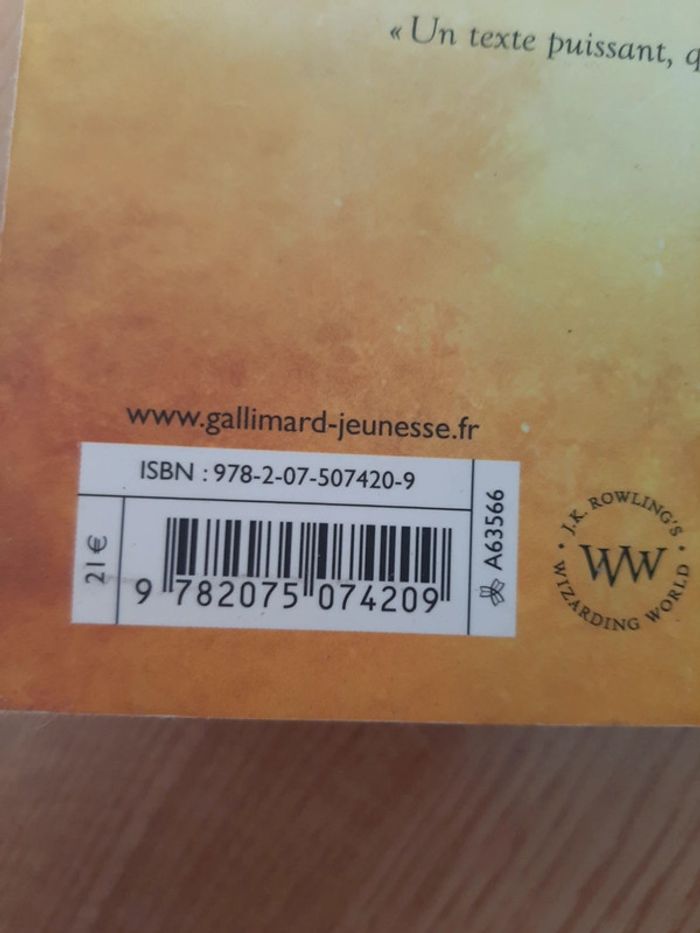 « Un texte puissant, q
www.gallimard-jeunesse.fr
ISBN : 978-2-07-507420-9
21 €
9 782075 074209
A63566
J.K. ROWLING'S
WW
WIZARDING WORLD